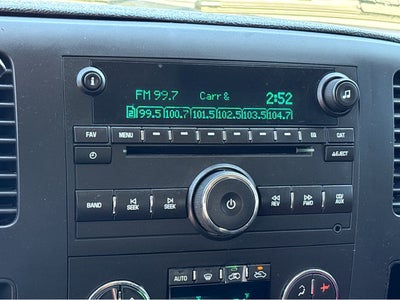 FM 99.7 Carr & 2:52
99.5 100.7 101.5 102.5 103.5 104.7
FAV MENU EQ CAT
EJECT
BAND SEEK SEEK REV FWD CD/AUX
AUTO